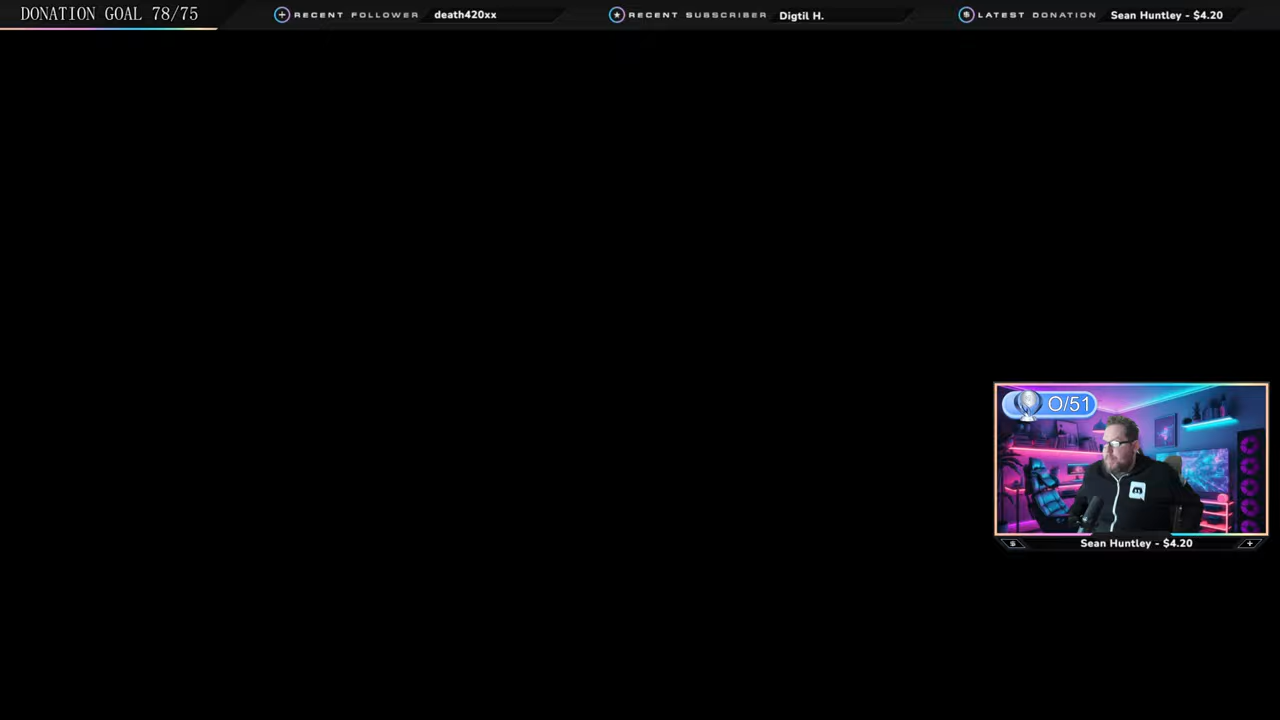 DONATION GOAL 78/75
RECENT FOLLOWER death420xx
RECENT SUBSCRIBER Digtil H.
LATEST DONATION Sean Huntley - $4.20
0/51
Sean Huntley - $4.20